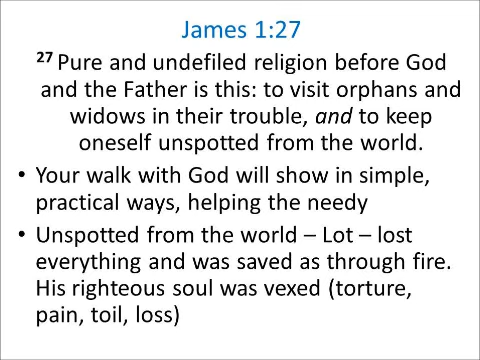 James 1:27
27 Pure and undefiled religion before God
and the Father is this: to visit orphans and
widows in their trouble, and to keep
oneself unspotted from the world.
• Your walk with God will show in simple,
practical ways, helping the needy
• Unspotted from the world – Lot – lost
everything and was saved as through fire.
His righteous soul was vexed (torture,
pain, toil, loss)